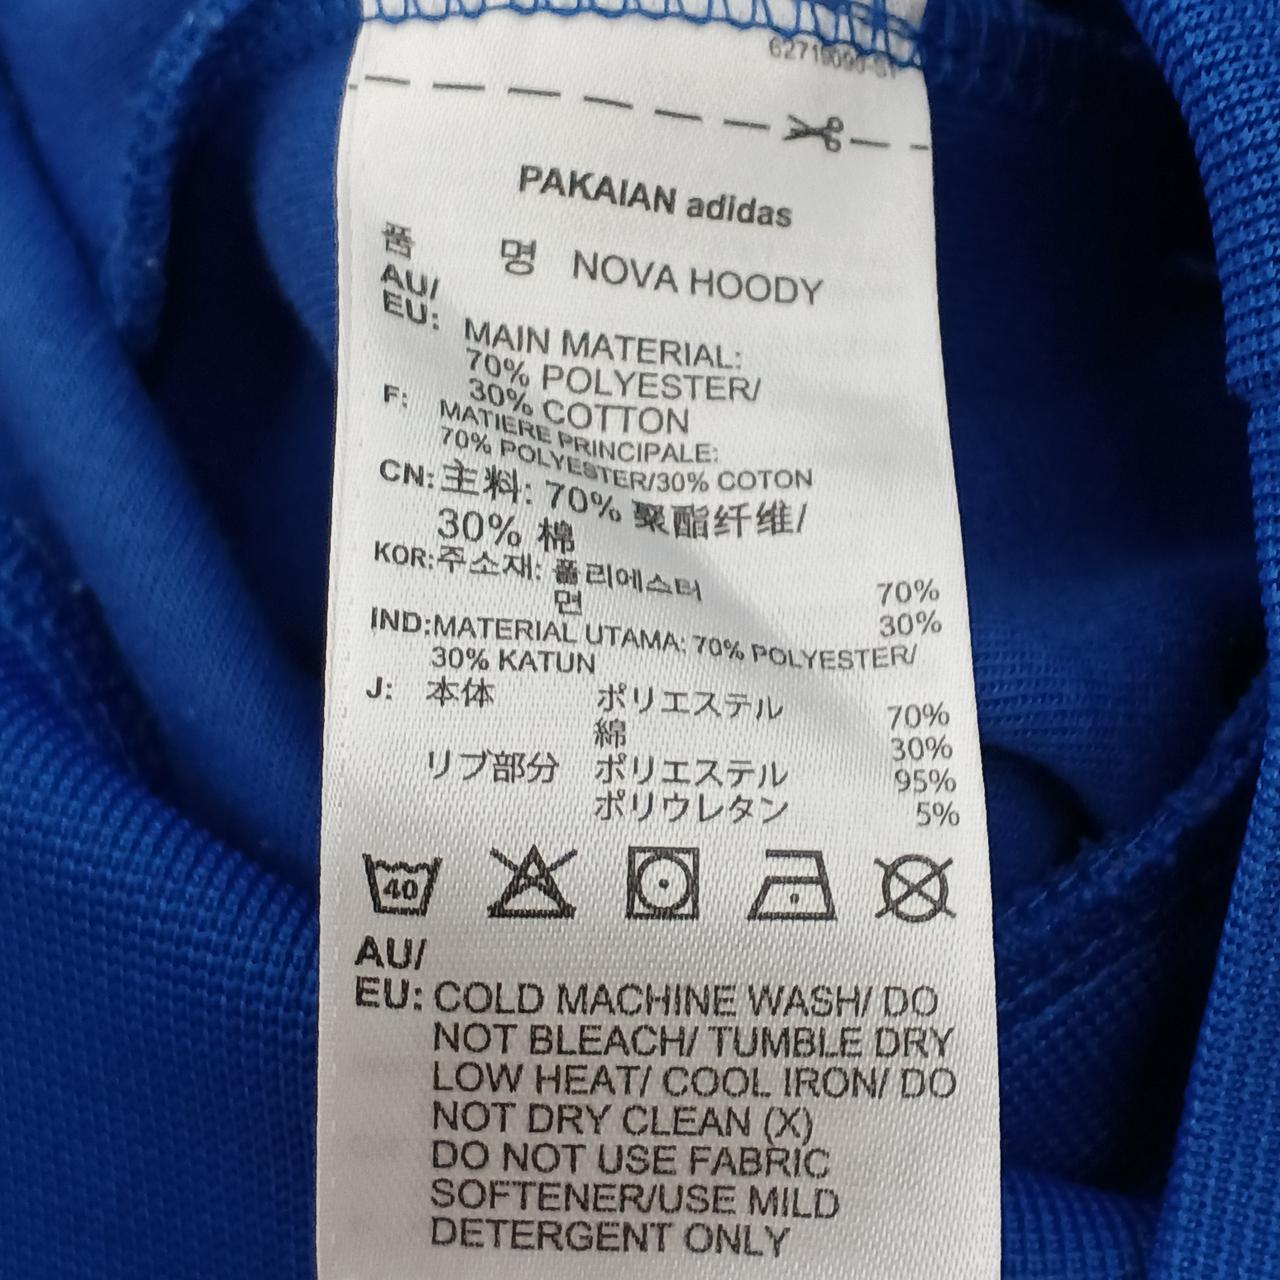 62719090-S1
PAKAIAN adidas
품 명 NOVA HOODY
AU/
EU: MAIN MATERIAL:
70% POLYESTER/
30% COTTON
F: MATIERE PRINCIPALE:
70% POLYESTER/30% COTON
CN: 主料: 70% 聚酯纤维/
30% 棉
KOR: 주소재: 폴리에스터 70%
면 30%
IND: MATERIAL UTAMA: 70% POLYESTER/
30% KATUN
J: 本体 ポリエステル 70%
綿 30%
リブ部分 ポリエステル 95%
ポリウレタン 5%
40
AU/
EU: COLD MACHINE WASH/ DO
NOT BLEACH/ TUMBLE DRY
LOW HEAT/ COOL IRON/ DO
NOT DRY CLEAN (X)
DO NOT USE FABRIC
SOFTENER/USE MILD
DETERGENT ONLY